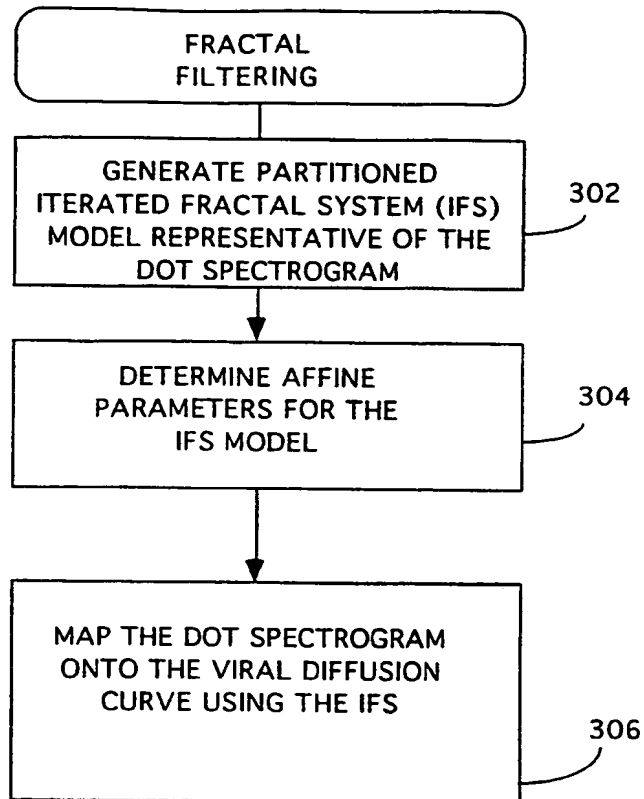 FRACTAL
FILTERING
GENERATE PARTITIONED
ITERATED FRACTAL SYSTEM (IFS)
MODEL REPRESENTATIVE OF THE
DOT SPECTROGRAM
302
DETERMINE AFFINE
PARAMETERS FOR THE
IFS MODEL
304
MAP THE DOT SPECTROGRAM
ONTO THE VIRAL DIFFUSION
CURVE USING THE IFS
306